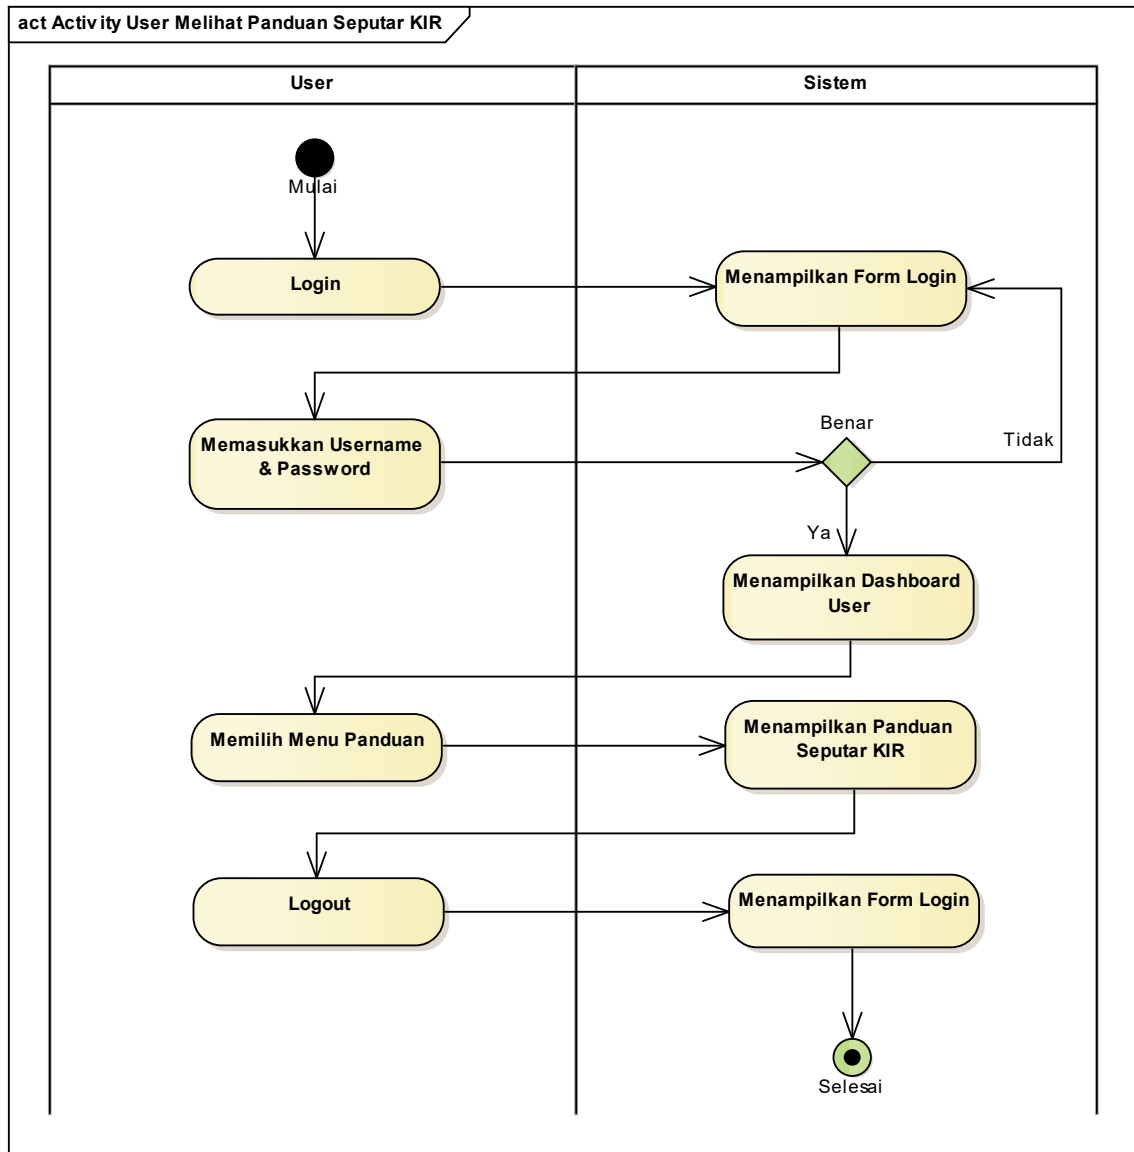 act Activity User Melihat Panduan Seputar KIR
User
Sistem
Mulai
Login
Menampilkan Form Login
Memasukkan Username
& Password
Benar
Tidak
Ya
Menampilkan Dashboard
User
Memilih Menu Panduan
Menampilkan Panduan
Seputar KIR
Logout
Menampilkan Form Login
Selesai